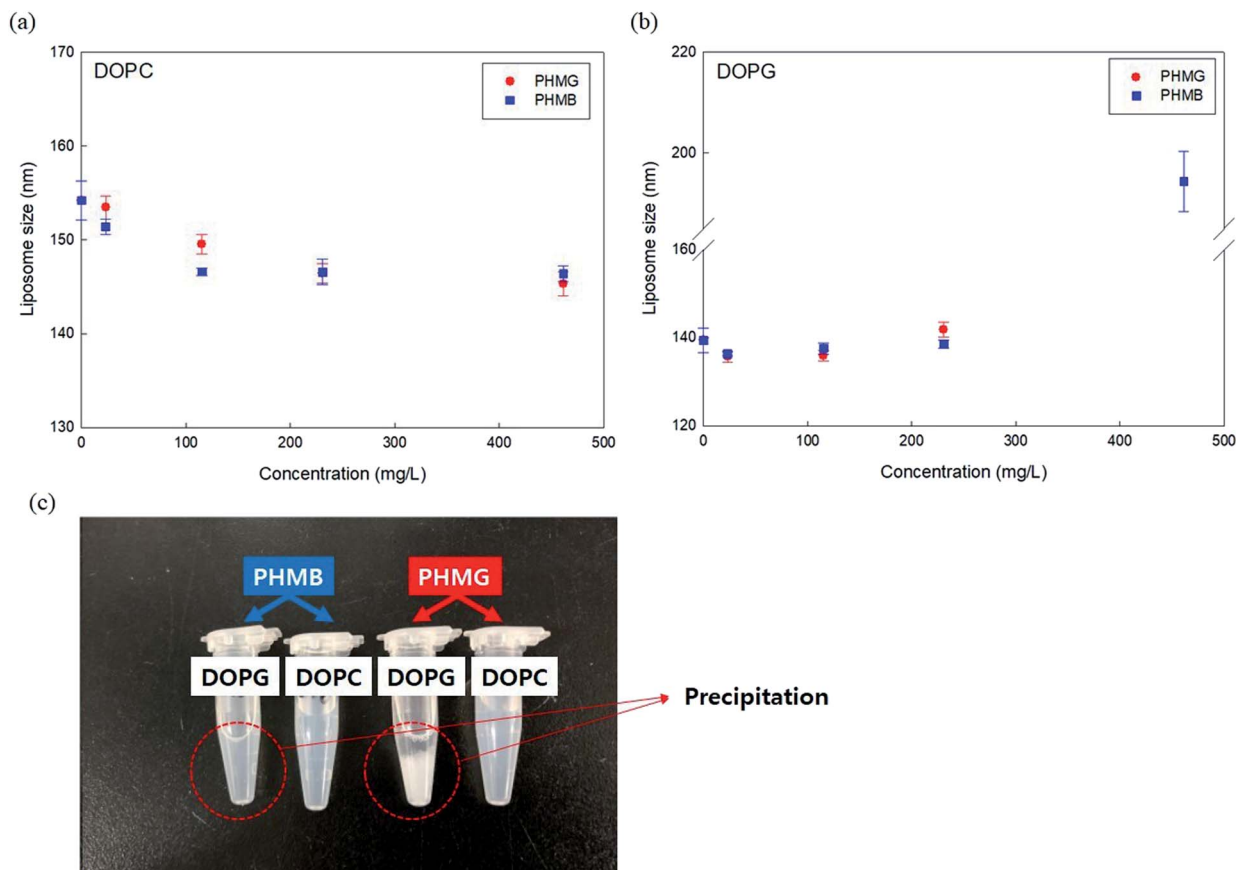 (a)
170
DOPC
PHMG
PHMB
160
150
140
130
Liposome size (nm)
0
100
200
300
400
500
Concentration (mg/L)
(b)
220
DOPG
PHMG
PHMB
200
160
140
120
Liposome size (nm)
0
100
200
300
400
500
Concentration (mg/L)
(c)
PHMB
PHMG
DOPG
DOPC
DOPG
DOPC
Precipitation